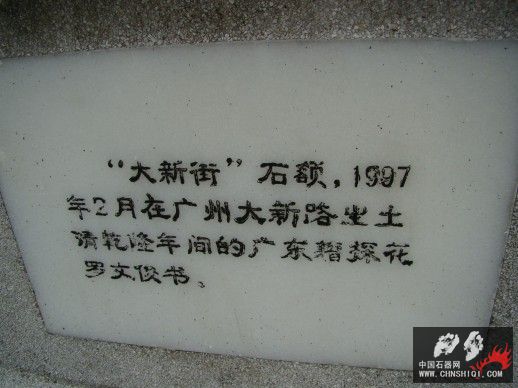 “大新街”石额，1997
年2月在广州大新路出土
清乾隆年间的广东籍探花
罗文俊书。
中国石器网
WWW.CHNSHIQI.COM